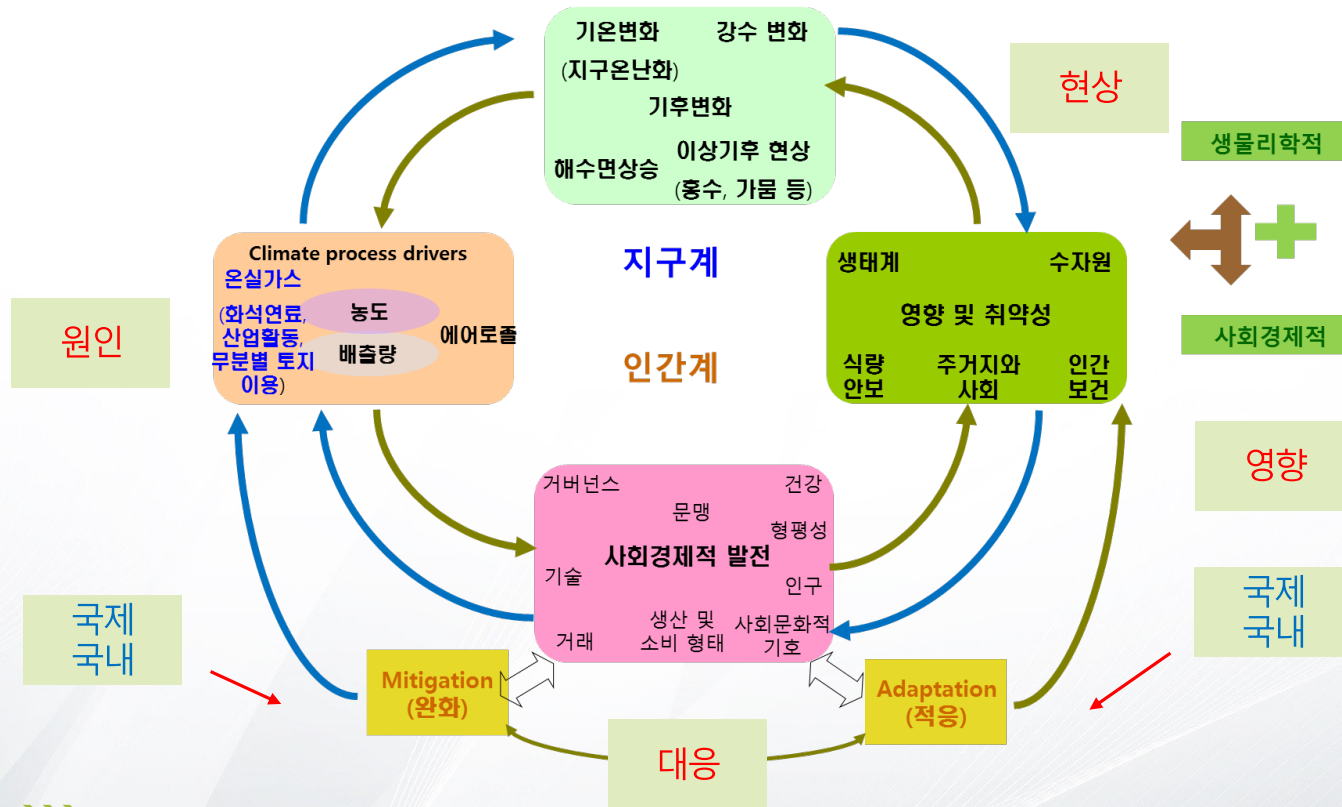 기온변화 강수 변화
(지구온난화)
기후변화
해수면상승 이상기후 현상
(홍수, 가뭄 등)
현상
생물리학적
사회경제적
Climate process drivers
온실가스
(화석연료,
산업활동,
무분별 토지
이용)
농도
배출량
에어로졸
원인
지구계
인간계
생태계 수자원
영향 및 취약성
식량
안보
주거지와
사회
인간
보건
영향
거버넌스 건강
문맹
형평성
사회경제적 발전
기술
인구
거래
생산 및
소비 형태
사회문화적
기호
국제
국내
국제
국내
Mitigation
(완화)
Adaptation
(적응)
대응